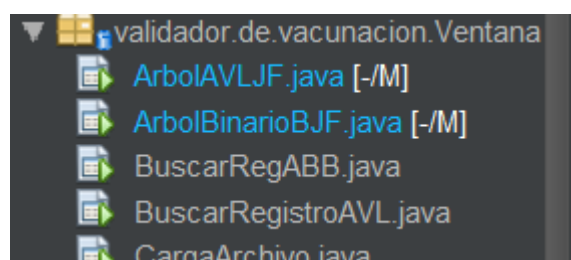 validador.de.vacunacion.Ventana
ArbolAVLJF.java [-/M]
ArbolBinarioBJF.java [-/M]
BuscarRegABB.java
BuscarRegistroAVL.java
CargaArchivo.java